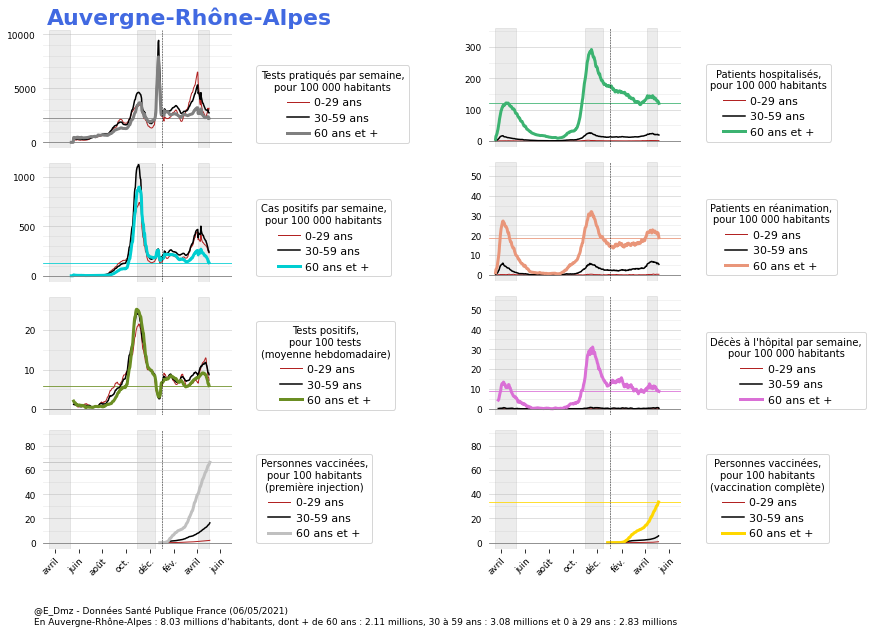 Auvergne-Rhône-Alpes
10000
5000
0
Tests pratiqués par semaine,
pour 100 000 habitants
0-29 ans
30-59 ans
60 ans et +
300
200
100
0
Patients hospitalisés,
pour 100 000 habitants
0-29 ans
30-59 ans
60 ans et +
1000
500
0
Cas positifs par semaine,
pour 100 000 habitants
0-29 ans
30-59 ans
60 ans et +
50
40
30
20
10
0
Patients en réanimation,
pour 100 000 habitants
0-29 ans
30-59 ans
60 ans et +
20
10
0
Tests positifs,
pour 100 tests
(moyenne hebdomadaire)
0-29 ans
30-59 ans
60 ans et +
50
40
30
20
10
0
Décès à l'hôpital par semaine,
pour 100 000 habitants
0-29 ans
30-59 ans
60 ans et +
80
60
40
20
0
avril
juin
août
oct.
déc.
fév.
avril
juin
Personnes vaccinées,
pour 100 habitants
(première injection)
0-29 ans
30-59 ans
60 ans et +
80
60
40
20
0
avril
juin
août
oct.
déc.
fév.
avril
juin
Personnes vaccinées,
pour 100 habitants
(vaccination complète)
0-29 ans
30-59 ans
60 ans et +
@E_Dmz - Données Santé Publique France (06/05/2021)
En Auvergne-Rhône-Alpes : 8.03 millions d'habitants, dont + de 60 ans : 2.11 millions, 30 à 59 ans : 3.08 millions et 0 à 29 ans : 2.83 millions